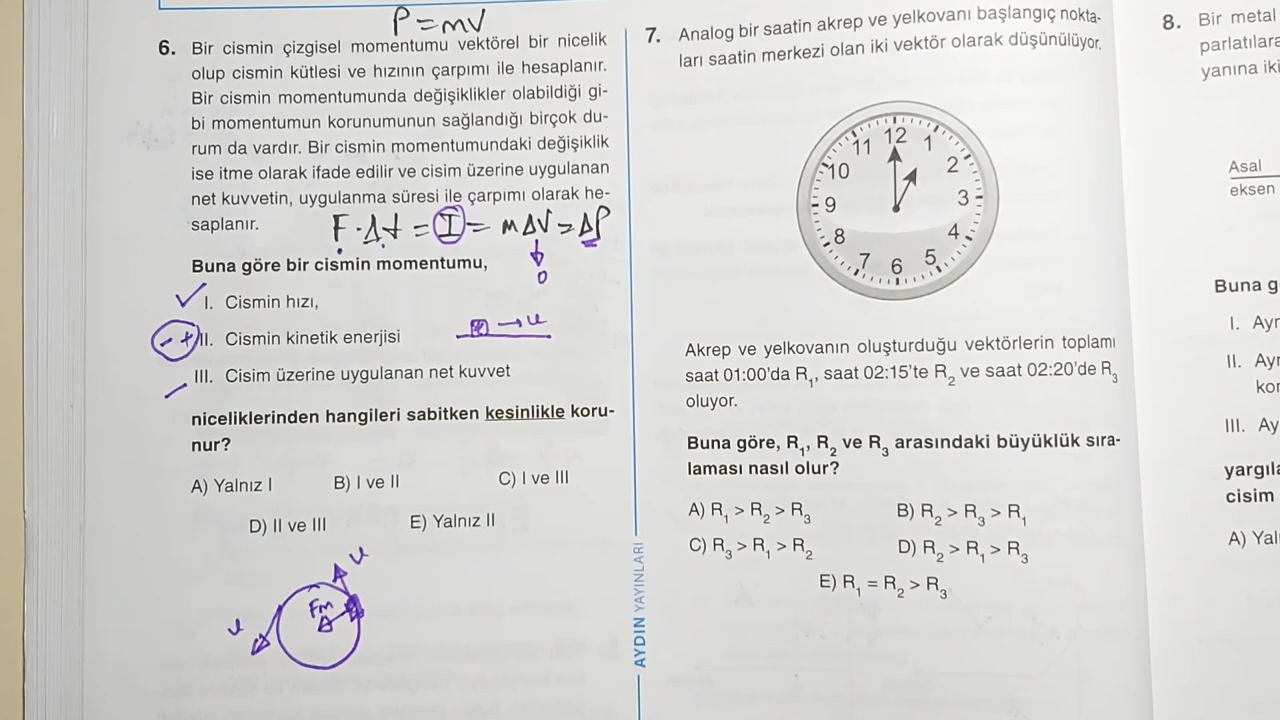 P = mV
6. Bir cismin çizgisel momentumu vektörel bir nicelik
olup cismin kütlesi ve hızının çarpımı ile hesaplanır.
Bir cismin momentumunda değişiklikler olabildiği gi-
bi momentumun korunumunun sağlandığı birçok du-
rum da vardır. Bir cismin momentumundaki değişiklik
ise itme olarak ifade edilir ve cisim üzerine uygulanan
net kuvvetin, uygulanma süresi ile çarpımı olarak he-
saplanır.
F · Δt = I = mΔV = ΔP
0
Buna göre bir cismin momentumu,
I. Cismin hızı,
- + II. Cismin kinetik enerjisi
→ u
III. Cisim üzerine uygulanan net kuvvet
niceliklerinden hangileri sabitken kesinlikle koru-
nur?
A) Yalnız I B) I ve II C) I ve III
D) II ve III E) Yalnız II
u
Fm
u
7. Analog bir saatin akrep ve yelkovanı başlangıç nokta-
ları saatin merkezi olan iki vektör olarak düşünülüyor.
12
11 1
10 2
9 3
8 4
7 6 5
Akrep ve yelkovanın oluşturduğu vektörlerin toplamı
saat 01:00'da R₁, saat 02:15'te R₂ ve saat 02:20'de R₃
oluyor.
Buna göre, R₁, R₂ ve R₃ arasındaki büyüklük sıra-
laması nasıl olur?
A) R₁ > R₂ > R₃ B) R₂ > R₃ > R₁
C) R₃ > R₁ > R₂ D) R₂ > R₁ > R₃
E) R₁ = R₂ > R₃
AYDIN YAYINLARI
8. Bir metal
parlatılara
yanına iki
Asal
eksen
Buna g
I. Ayr
II. Ayr
kor
III. Ay
yargıla
cisim
A) Yal